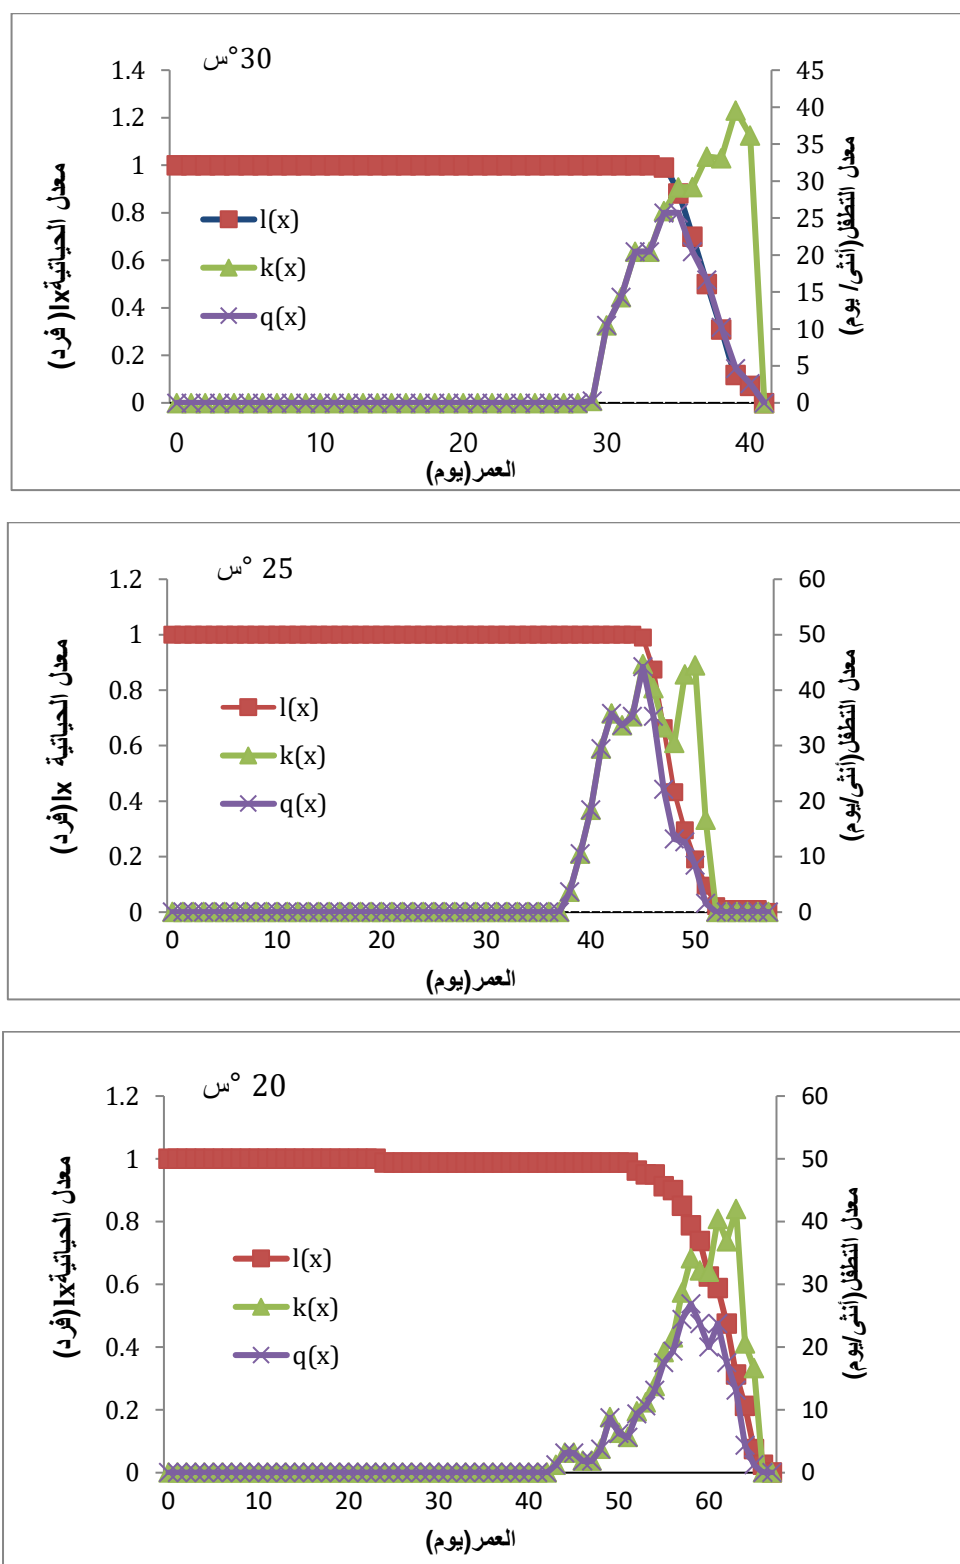 30°س
1.4
1.2
1
0.8
0.6
0.4
0.2
0
45
40
35
30
25
20
15
10
5
0
معدل الحياتيةlx( فرد)
معدل التطفل(أنثى/ يوم)
l(x)
k(x)
q(x)
0 10 20 30 40
العمر(يوم)
25 °س
1.2
1
0.8
0.6
0.4
0.2
0
60
50
40
30
20
10
0
معدل الحياتية lx(فرد)
معدل التطفل(أنثى/يوم)
l(x)
k(x)
q(x)
0 10 20 30 40 50
العمر(يوم)
20 °س
1.2
1
0.8
0.6
0.4
0.2
0
60
50
40
30
20
10
0
معدل الحياتيةlx(فرد)
معدل التطفل(أنثى/يوم)
l(x)
k(x)
q(x)
0 10 20 30 40 50 60
العمر(يوم)